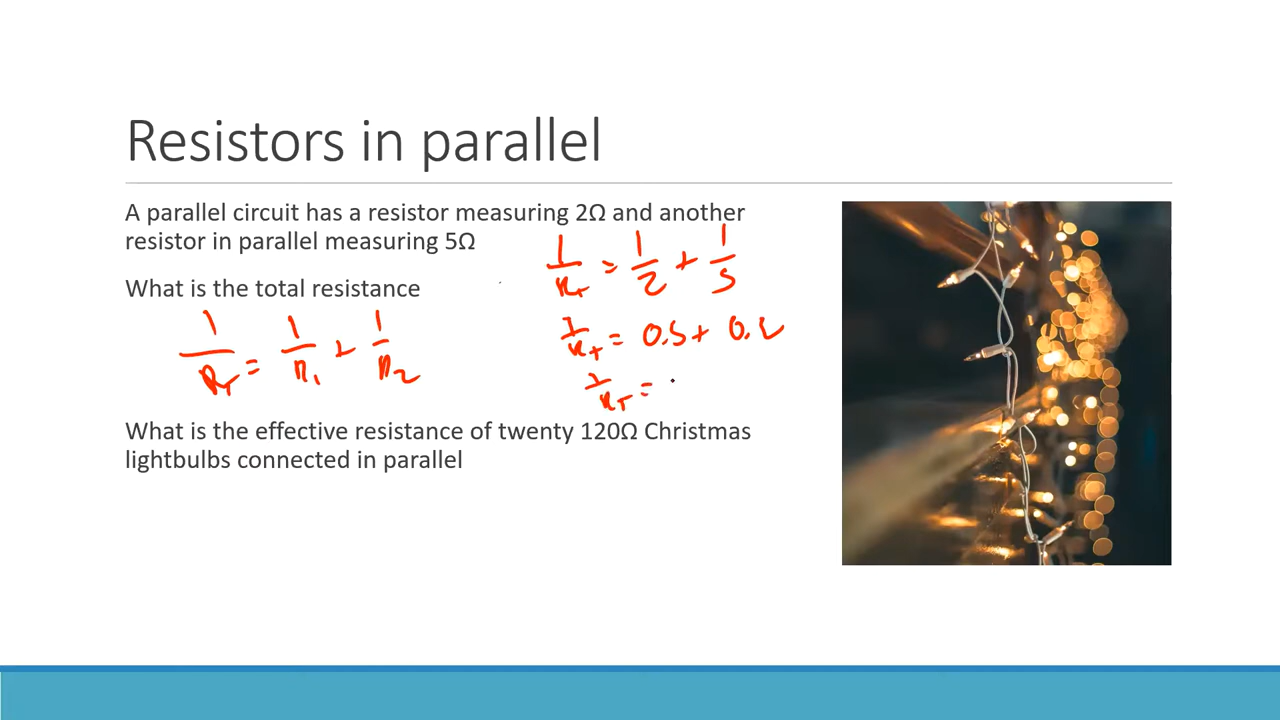 Resistors in parallel
A parallel circuit has a resistor measuring 2Ω and another
resistor in parallel measuring 5Ω
1/RT = 1/2 + 1/5
What is the total resistance
1/RT = 1/R1 + 1/R2
1/RT = 0.5 + 0.2
1/RT =
What is the effective resistance of twenty 120Ω Christmas
lightbulbs connected in parallel